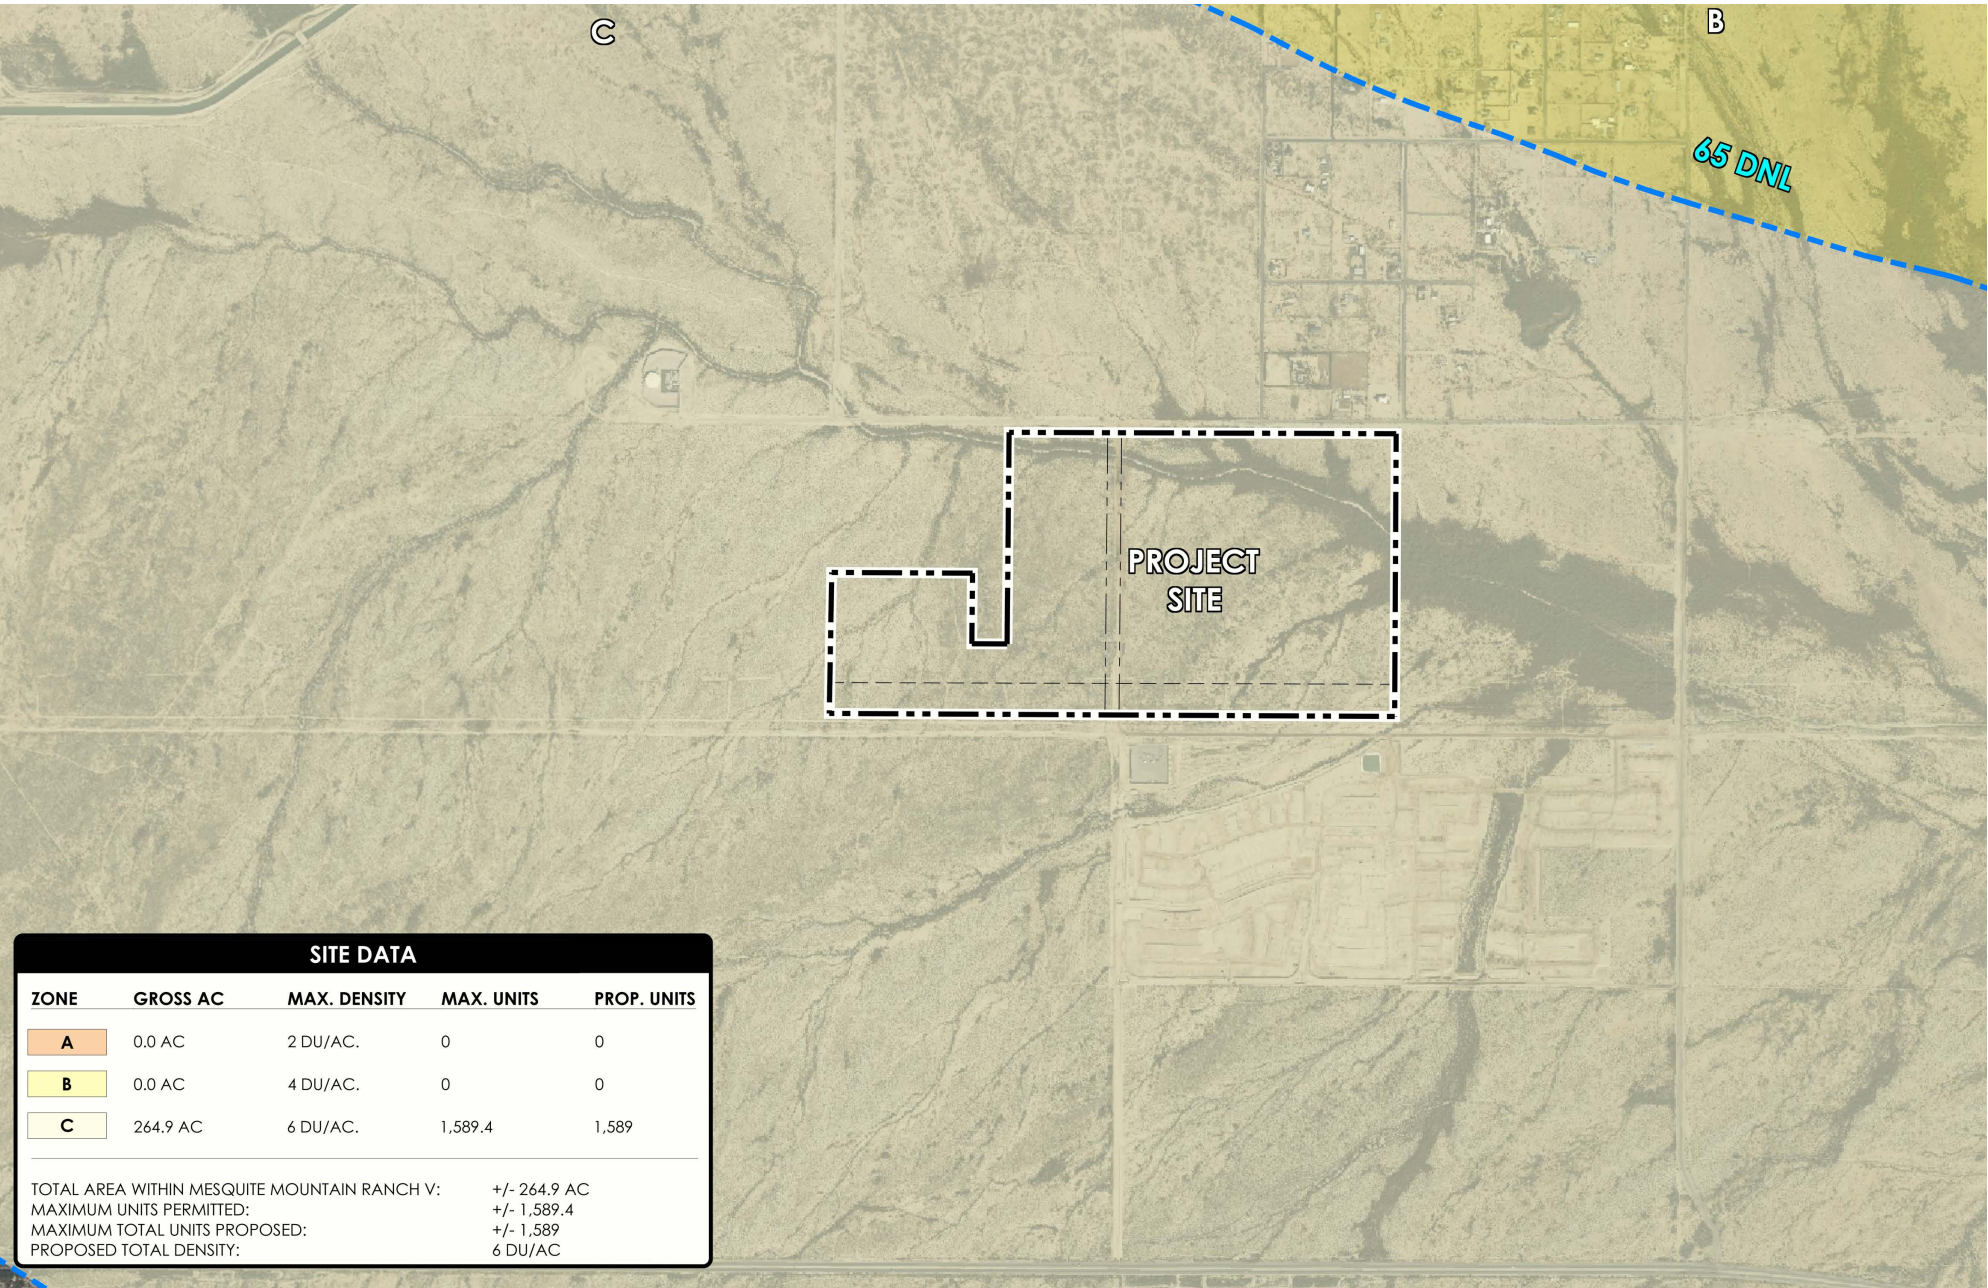 C
B
65 DNL
PROJECT
SITE
SITE DATA
ZONE GROSS AC MAX. DENSITY MAX. UNITS PROP. UNITS
A 0.0 AC 2 DU/AC. 0 0
B 0.0 AC 4 DU/AC. 0 0
C 264.9 AC 6 DU/AC. 1,589.4 1,589
TOTAL AREA WITHIN MESQUITE MOUNTAIN RANCH V: +/- 264.9 AC
MAXIMUM UNITS PERMITTED: +/- 1,589.4
MAXIMUM TOTAL UNITS PROPOSED: +/- 1,589
PROPOSED TOTAL DENSITY: 6 DU/AC